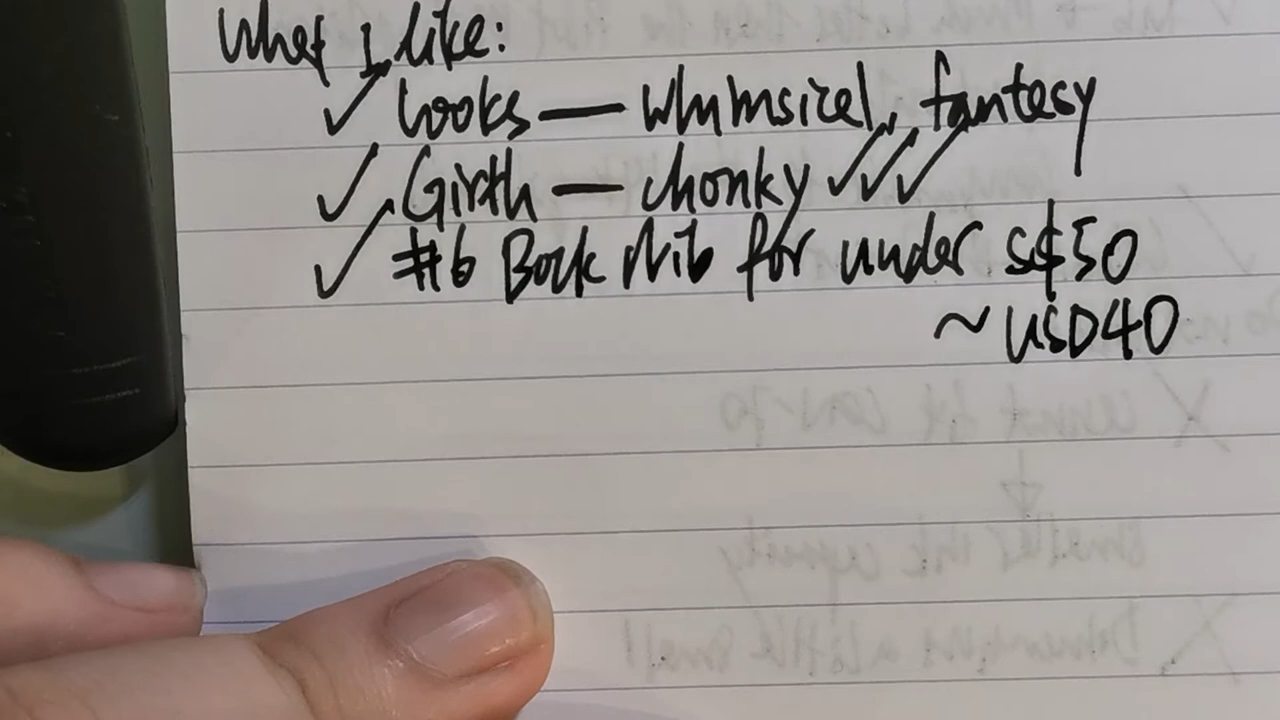 What I like:
✓ Looks — whimsical, fantasy
✓ Girth — chonky ✓✓✓
✓ #6 Bock Nib for under S$50
~ USD40